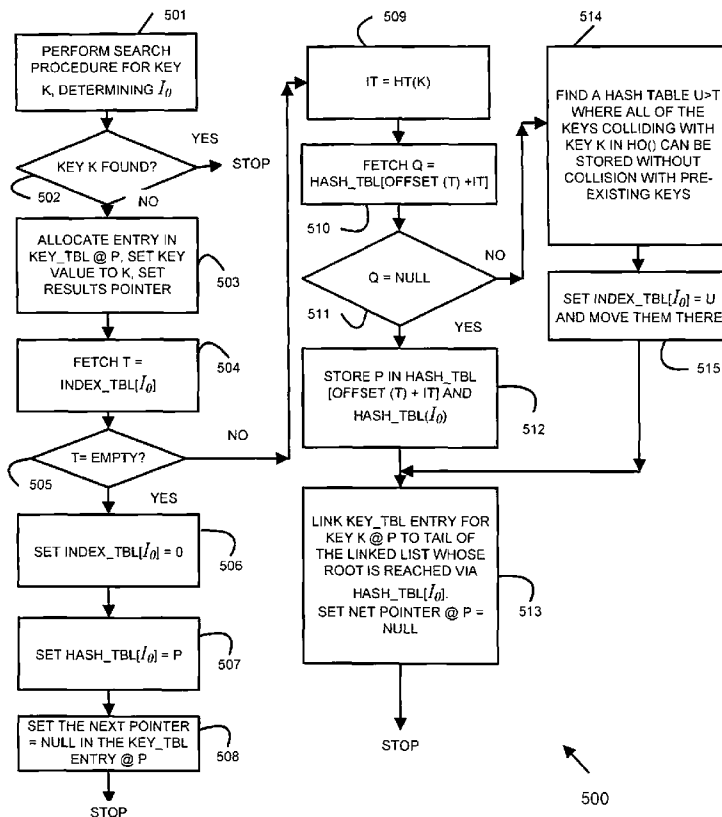 501
PERFORM SEARCH
PROCEDURE FOR KEY
K, DETERMINING I0
YES
KEY K FOUND?
STOP
502
NO
ALLOCATE ENTRY IN
KEY_TBL @ P, SET KEY
VALUE TO K, SET
RESULTS POINTER
503
FETCH T =
INDEX_TBL[I0]
504
NO
T= EMPTY?
505
YES
SET INDEX_TBL[I0] = 0
506
SET HASH_TBL[I0] = P
507
SET THE NEXT POINTER
= NULL IN THE KEY_TBL
ENTRY @ P
508
STOP
509
IT = HT(K)
FETCH Q =
HASH_TBL[OFFSET (T) +IT]
510
NO
Q = NULL
511
YES
STORE P IN HASH_TBL
[OFFSET (T) + IT] AND
HASH_TBL(I0)
512
LINK KEY_TBL ENTRY FOR
KEY K @ P TO TAIL OF
THE LINKED LIST WHOSE
ROOT IS REACHED VIA
HASH_TBL[I0].
SET NET POINTER @ P =
NULL
513
STOP
514
FIND A HASH TABLE U>T
WHERE ALL OF THE
KEYS COLLIDING WITH
KEY K IN HO() CAN BE
STORED WITHOUT
COLLISION WITH PRE-
EXISTING KEYS
SET INDEX_TBL[I0] = U
AND MOVE THEM THERE
515
500